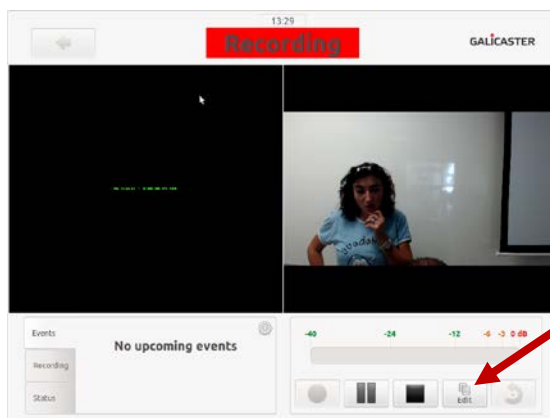 13:29
Recording
GALICASTER
Events
No upcoming events
Recording
Status
-40 -24 -12 -6 -3 0 dB
Edit